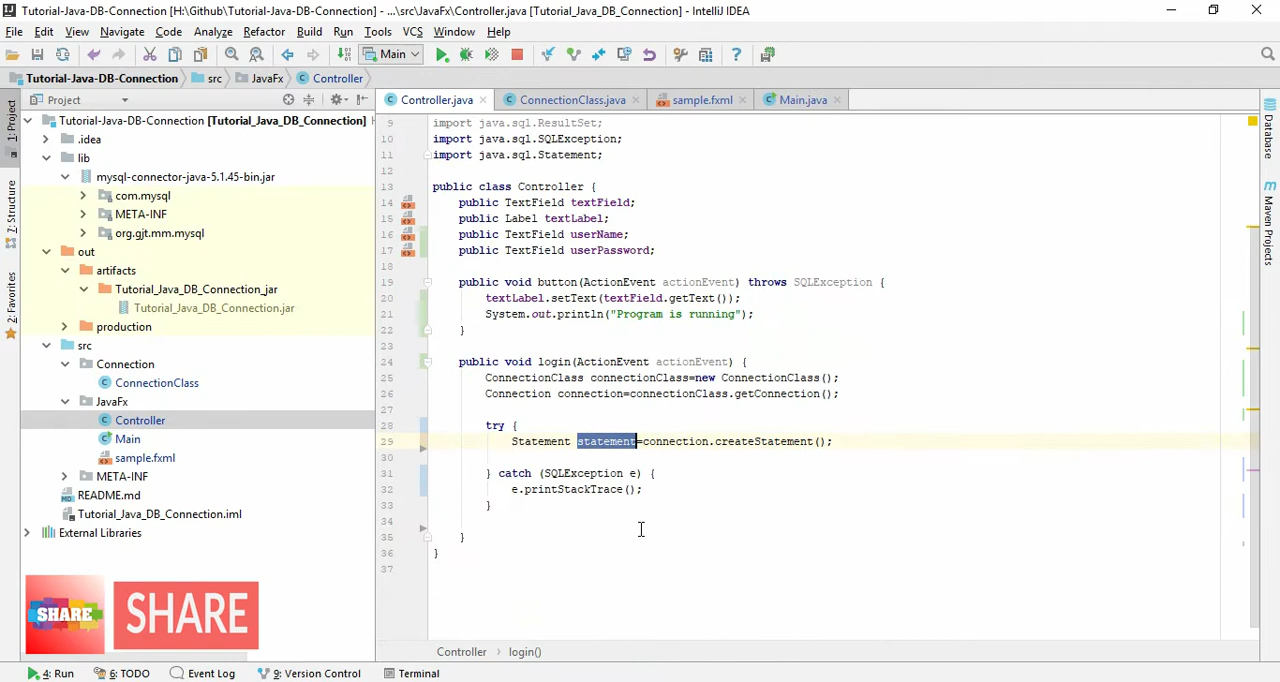 Tutorial-Java-DB-Connection [H:\Github\Tutorial-Java-DB-Connection] - ...\src\JavaFx\Controller.java [Tutorial_Java_DB_Connection] - IntelliJ IDEA
File Edit View Navigate Code Analyze Refactor Build Run Tools VCS Window Help
Main
Tutorial-Java-DB-Connection src JavaFx Controller
Project
Controller.java ConnectionClass.java sample.fxml Main.java
1: Project
7: Structure
2: Favorites
Tutorial-Java-DB-Connection [Tutorial_Java_DB_Connection] H
.idea
lib
mysql-connector-java-5.1.45-bin.jar
com.mysql
META-INF
org.gjt.mm.mysql
out
artifacts
Tutorial_Java_DB_Connection_jar
Tutorial_Java_DB_Connection.jar
production
src
Connection
ConnectionClass
JavaFx
Controller
Main
sample.fxml
META-INF
README.md
Tutorial_Java_DB_Connection.iml
External Libraries
9 import java.sql.ResultSet;
10 import java.sql.SQLException;
11 import java.sql.Statement;
12
13 public class Controller {
14 public TextField textField;
15 public Label textLabel;
16 public TextField userName;
17 public TextField userPassword;
18
19 public void button(ActionEvent actionEvent) throws SQLException {
20 textLabel.setText(textField.getText());
21 System.out.println("Program is running");
22 }
23
24 public void login(ActionEvent actionEvent) {
25 ConnectionClass connectionClass=new ConnectionClass();
26 Connection connection=connectionClass.getConnection();
27
28 try {
29 Statement statement=connection.createStatement();
30
31 } catch (SQLException e) {
32 e.printStackTrace();
33 }
34
35 }
36 }
37
Database
m Maven Projects
SHARE
SHARE
Controller login()
4: Run 6: TODO Event Log 9: Version Control Terminal